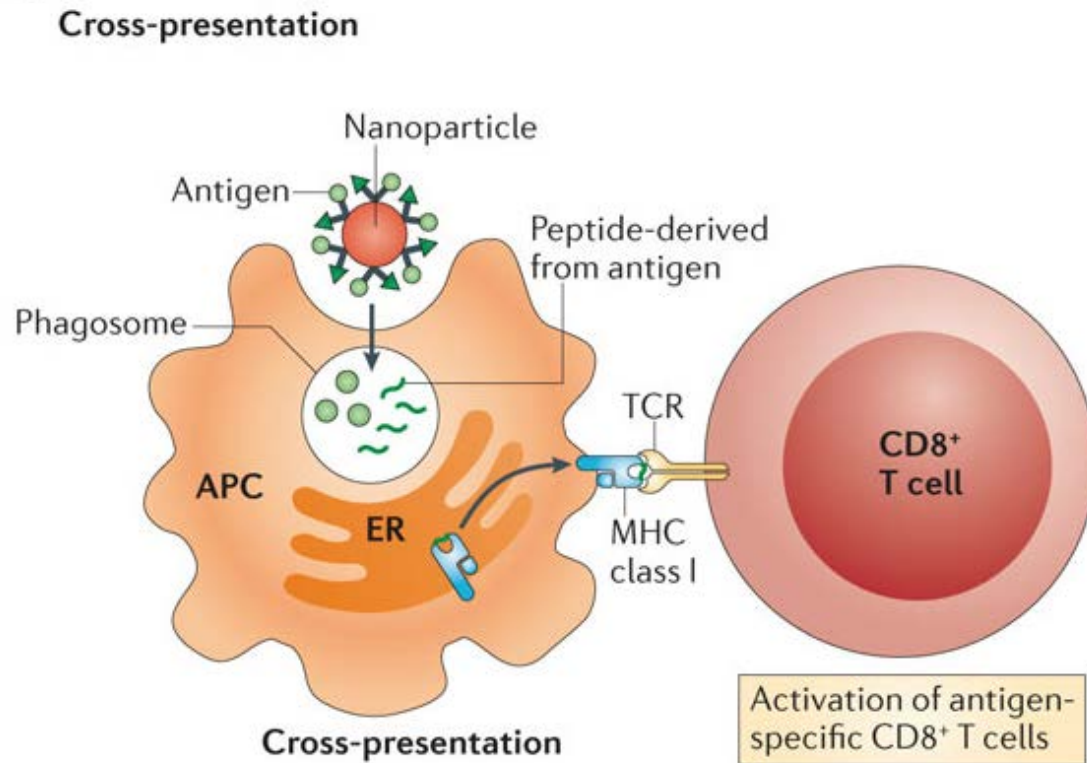 Cross-presentation
Nanoparticle
Antigen
Peptide-derived
from antigen
Phagosome
TCR
CD8⁺
T cell
APC
ER
MHC
class I
Activation of antigen-
specific CD8⁺ T cells
Cross-presentation